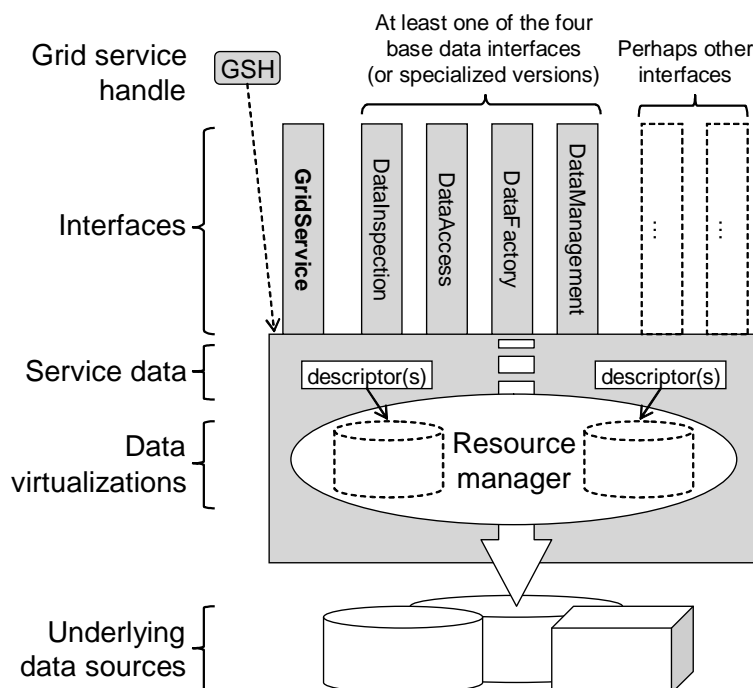 At least one of the four
base data interfaces
(or specialized versions)
Perhaps other
interfaces
Grid service
handle
GSH
Interfaces
GridService
DataInspection
DataAccess
DataFactory
DataManagement
...
...
Service data
descriptor(s)
descriptor(s)
Data
virtualizations
Resource
manager
Underlying
data sources